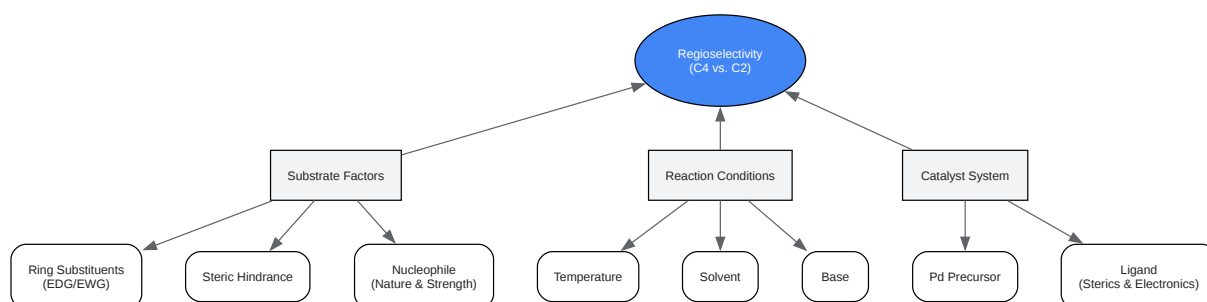 Regioselectivity
(C4 vs. C2)
Substrate Factors
Reaction Conditions
Catalyst System
Ring Substituents
(EDG/EWG)
Steric Hindrance
Nucleophile
(Nature & Strength)
Temperature
Solvent
Base
Pd Precursor
Ligand
(Sterics & Electronics)